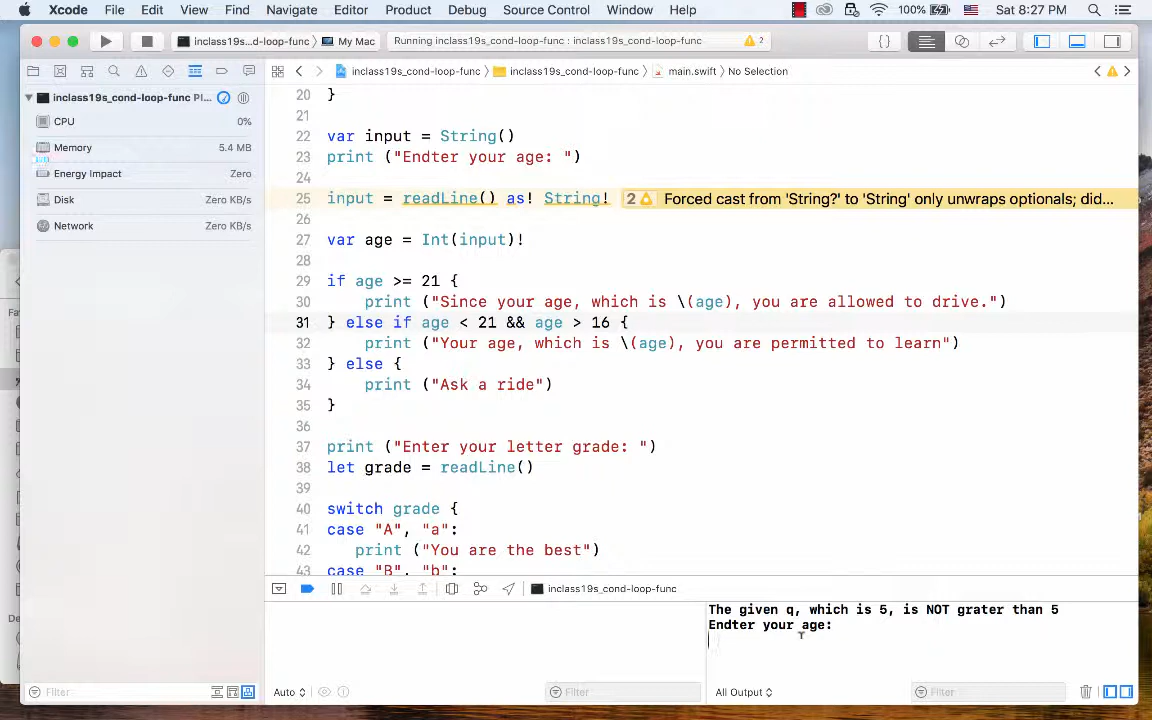 Xcode File Edit View Navigate Editor Product Debug Source Control Window Help 100% Sat 8:27 PM
inclass19s...d-loop-func My Mac Running inclass19s_cond-loop-func : inclass19s_cond-loop-func 2
inclass19s_cond-loop-func main.swift No Selection
inclass19s_cond-loop-func
inclass19s_cond-loop-func PI...
CPU 0%
Memory 5.4 MB
Energy Impact Zero
Disk Zero KB/s
Network Zero KB/s
Filter
20 }
21
22 var input = String()
23 print ("Endter your age: ")
24
25 input = readLine() as! String! 2 Forced cast from 'String?' to 'String' only unwraps optionals; did...
26
27 var age = Int(input)!
28
29 if age >= 21 {
30 print ("Since your age, which is \(age), you are allowed to drive.")
31 } else if age < 21 && age > 16 {
32 print ("Your age, which is \(age), you are permitted to learn")
33 } else {
34 print ("Ask a ride")
35 }
36
37 print ("Enter your letter grade: ")
38 let grade = readLine()
39
40 switch grade {
41 case "A", "a":
42 print ("You are the best")
43 case "B", "b":
inclass19s_cond-loop-func
The given q, which is 5, is NOT grater than 5
Endter your age:
Auto Filter All Output Filter